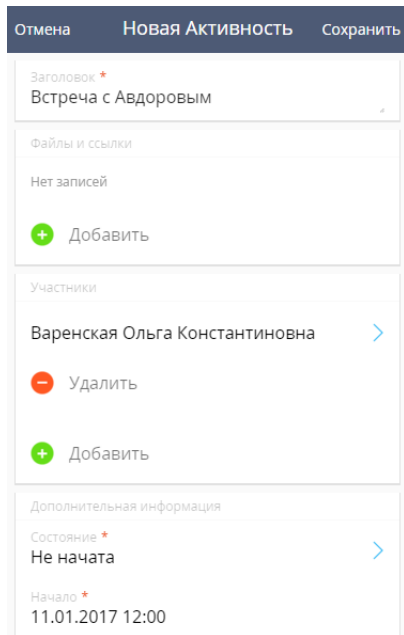 Отмена Новая Активность Сохранить
Заголовок *
Встреча с Авдоровым
Файлы и ссылки
Нет записей
Добавить
Участники
Варенская Ольга Константиновна
Удалить
Добавить
Дополнительная информация
Состояние *
Не начата
Начало *
11.01.2017 12:00